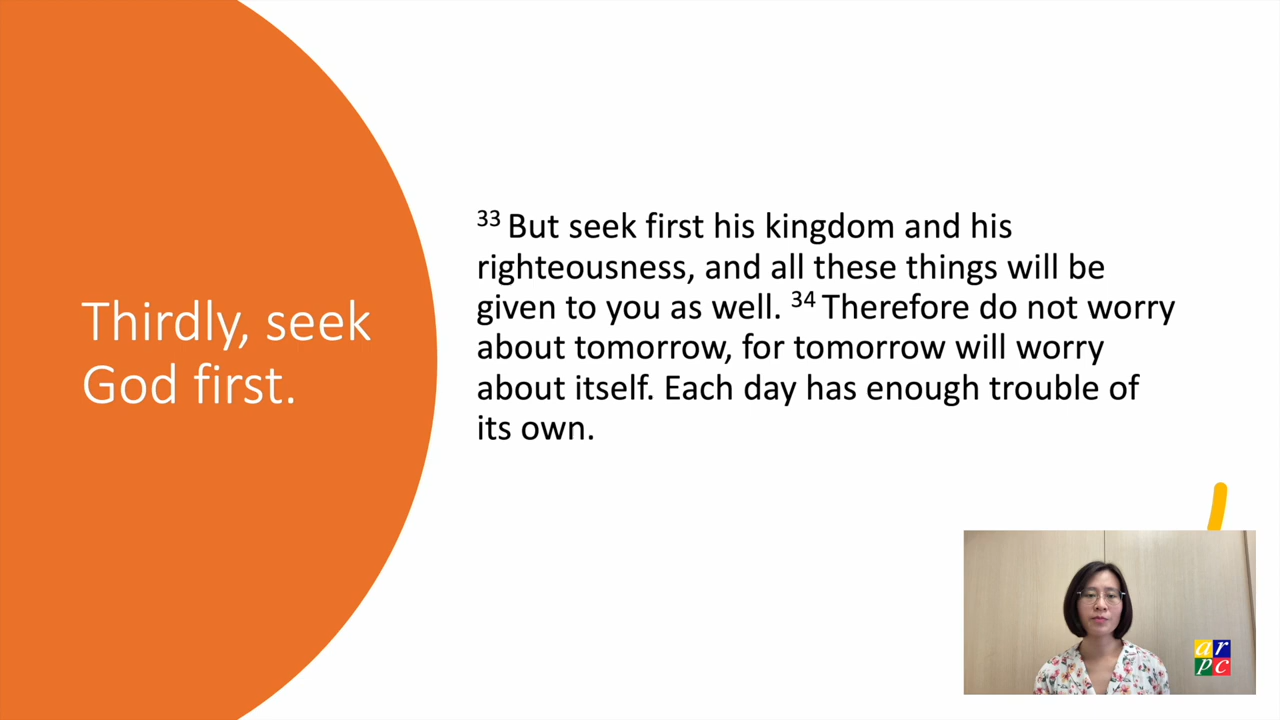 Thirdly, seek
God first.
33 But seek first his kingdom and his
righteousness, and all these things will be
given to you as well. 34 Therefore do not worry
about tomorrow, for tomorrow will worry
about itself. Each day has enough trouble of
its own.
ar
pc